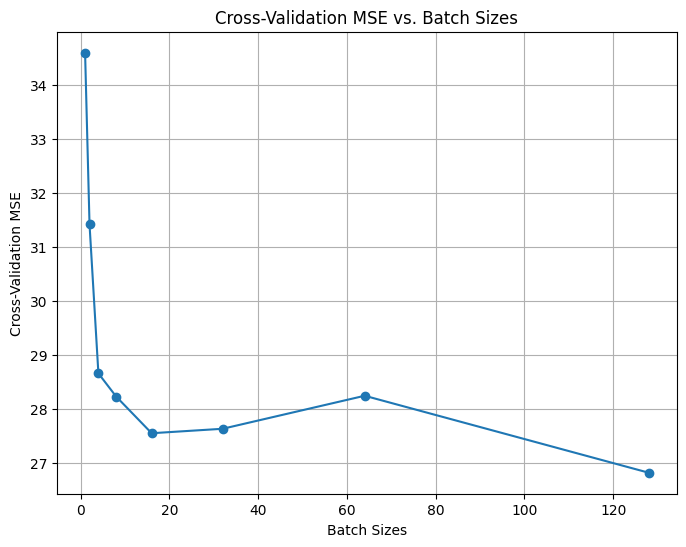 Cross-Validation MSE vs. Batch Sizes
Cross-Validation MSE
34
33
32
31
30
29
28
27
0 20 40 60 80 100 120
Batch Sizes